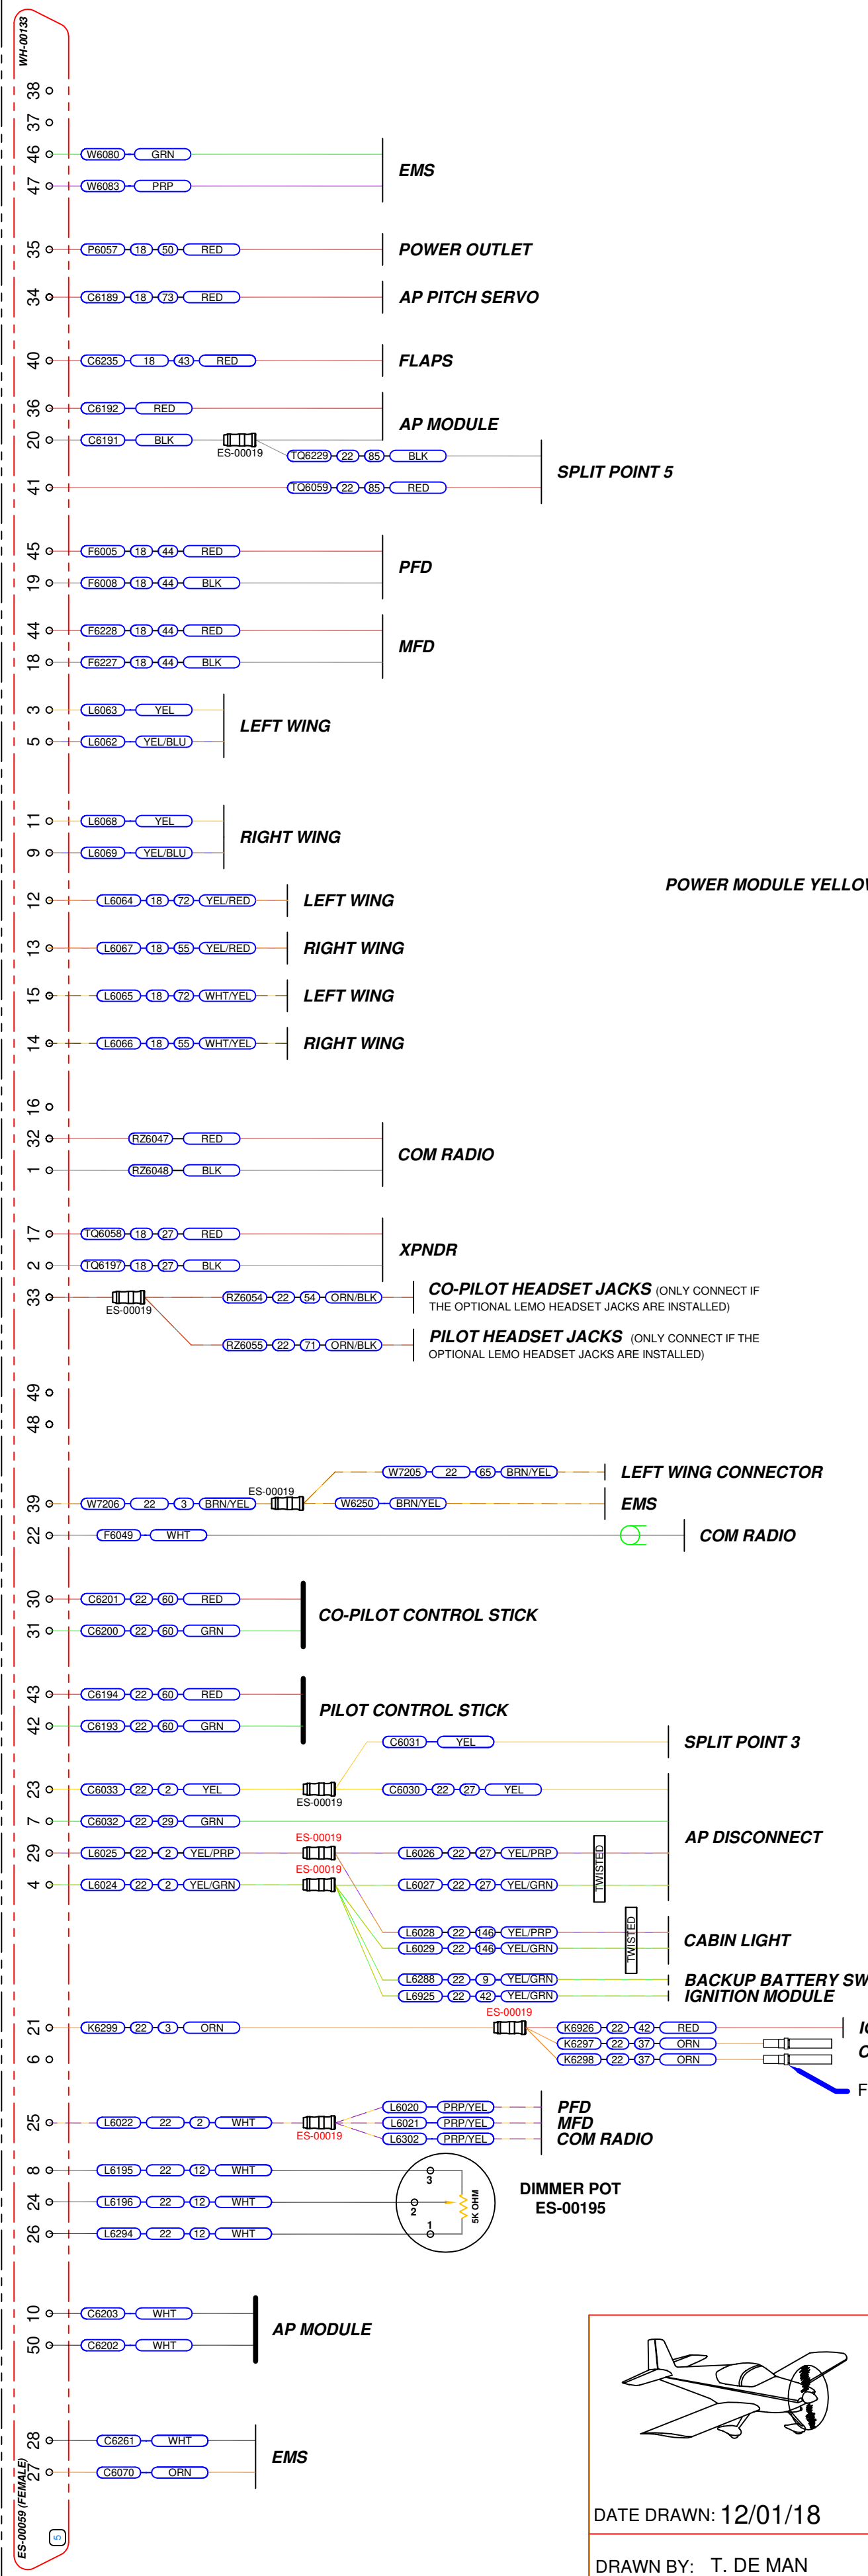 WH-00133
38
37
46 W6080 GRN
EMS
47 W6083 PRP
35 P6057 18 50 RED POWER OUTLET
34 C6189 18 73 RED AP PITCH SERVO
40 C6235 18 43 RED FLAPS
36 C6192 RED
AP MODULE
20 C6191 BLK
ES-00019
TQ6229 22 85 BLK
SPLIT POINT 5
41 TQ6059 22 85 RED
45 F6005 18 44 RED
PFD
19 F6008 18 44 BLK
44 F6228 18 44 RED
MFD
18 F6227 18 44 BLK
3 L6063 YEL
LEFT WING
5 L6062 YEL/BLU
11 L6068 YEL
RIGHT WING
9 L6069 YEL/BLU
POWER MODULE YELLOW
12 L6064 18 72 YEL/RED LEFT WING
13 L6067 18 55 YEL/RED RIGHT WING
15 L6065 18 72 WHT/YEL LEFT WING
14 L6066 18 55 WHT/YEL RIGHT WING
16
32 RZ6047 RED
COM RADIO
1 RZ6048 BLK
17 TQ6058 18 27 RED
XPNDR
2 TQ6197 18 27 BLK
33 RZ6054 22 54 ORN/BLK CO-PILOT HEADSET JACKS (ONLY CONNECT IF
THE OPTIONAL LEMO HEADSET JACKS ARE INSTALLED)
ES-00019
RZ6055 22 71 ORN/BLK PILOT HEADSET JACKS (ONLY CONNECT IF THE
OPTIONAL LEMO HEADSET JACKS ARE INSTALLED)
49
48
W7205 22 65 BRN/YEL LEFT WING CONNECTOR
ES-00019
39 W7206 22 3 BRN/YEL W6250 BRN/YEL EMS
22 F6049 WHT COM RADIO
30 C6201 22 60 RED
CO-PILOT CONTROL STICK
31 C6200 22 60 GRN
43 C6194 22 60 RED
PILOT CONTROL STICK
42 C6193 22 60 GRN
C6031 YEL SPLIT POINT 3
23 C6033 22 2 YEL C6030 22 27 YEL
ES-00019
7 C6032 22 29 GRN
AP DISCONNECT
ES-00019
29 L6025 22 2 YEL/PRP L6026 22 27 YEL/PRP
TWISTED
ES-00019
4 L6024 22 2 YEL/GRN L6027 22 27 YEL/GRN
L6028 22 146 YEL/PRP
TWISTED
CABIN LIGHT
L6029 22 146 YEL/GRN
L6288 22 9 YEL/GRN BACKUP BATTERY SW
L6925 22 42 YEL/GRN IGNITION MODULE
ES-00019
21 K6299 22 3 ORN K6926 22 42 RED
K6297 22 37 ORN
6 K6298 22 37 ORN
F
L6020 PRP/YEL PFD
25 L6022 22 2 WHT L6021 PRP/YEL MFD
ES-00019
L6302 PRP/YEL COM RADIO
8 L6195 22 12 WHT 3
24 L6196 22 12 WHT 2 5K OHM
DIMMER POT
ES-00195
26 L6294 22 12 WHT 1
10 C6203 WHT
AP MODULE
50 C6202 WHT
28 C6261 WHT
EMS
27 C6070 ORN
ES-00059 (FEMALE)
5
DATE DRAWN: 12/01/18
DRAWN BY: T. DE MAN